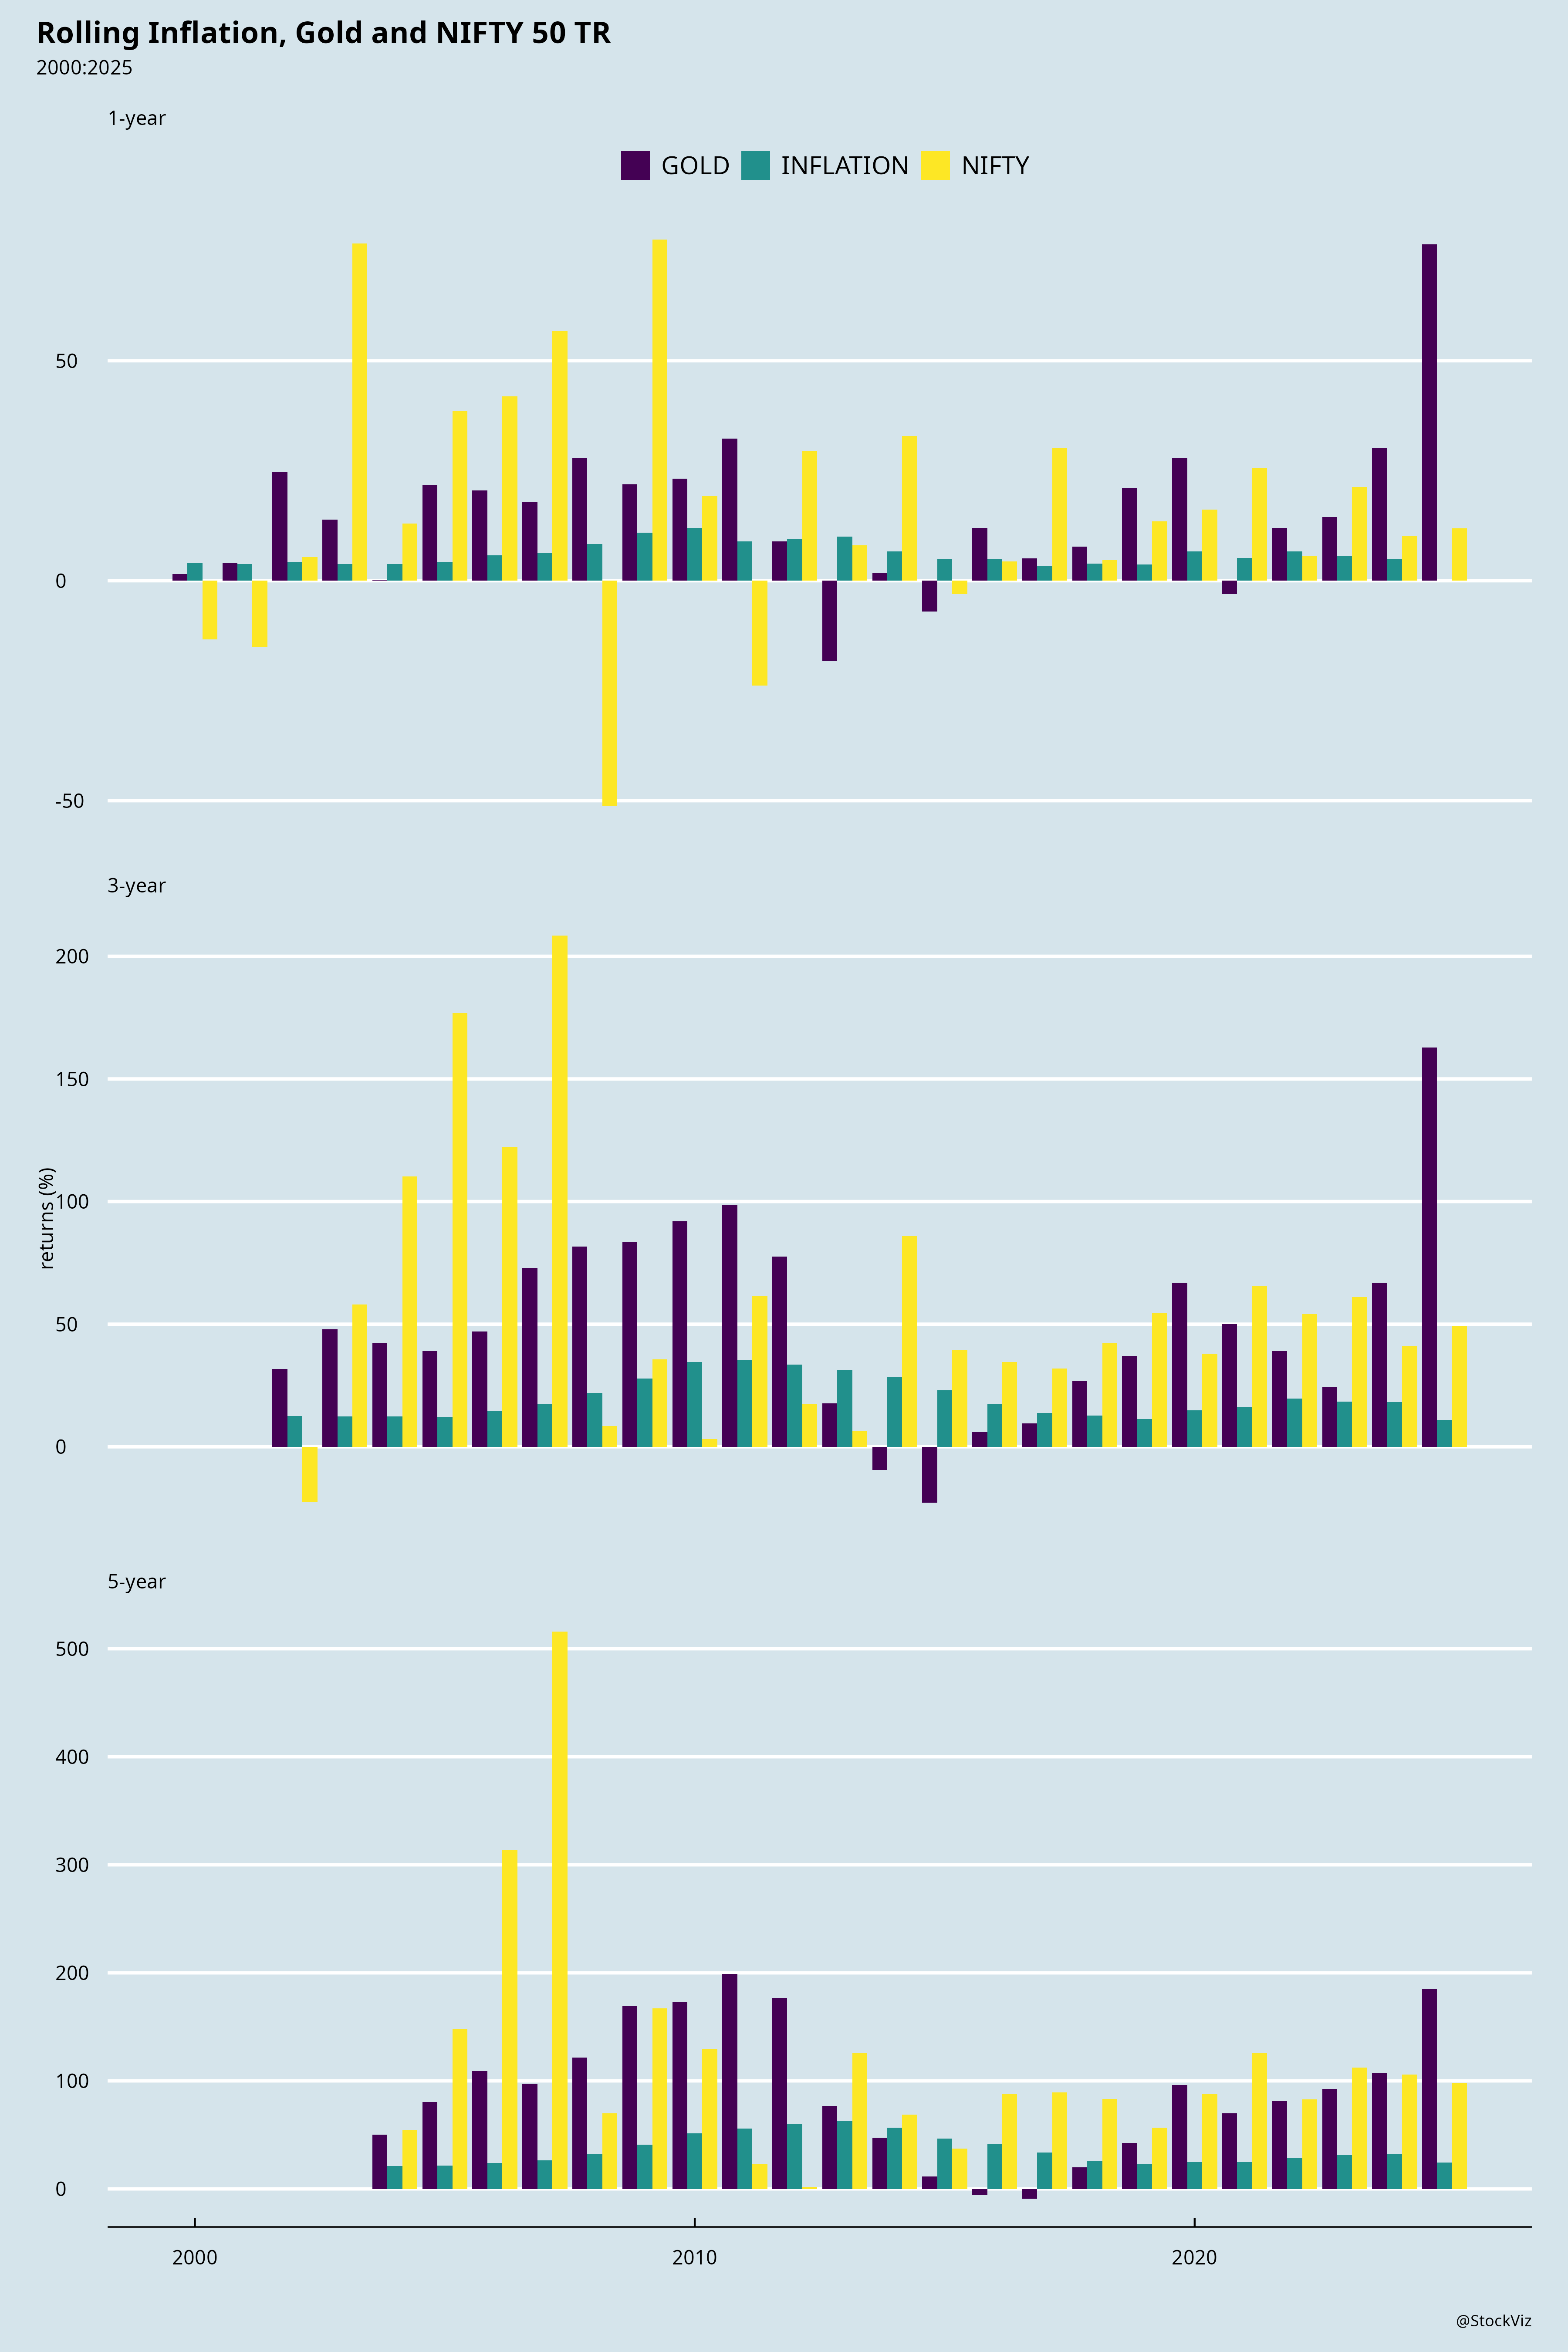 Rolling Inflation, Gold and NIFTY 50 TR
2000:2025
1-year
GOLD INFLATION NIFTY
50
0
-50
3-year
200
150
100
50
0
returns (%)
5-year
500
400
300
200
100
0
2000 2010 2020
@StockViz